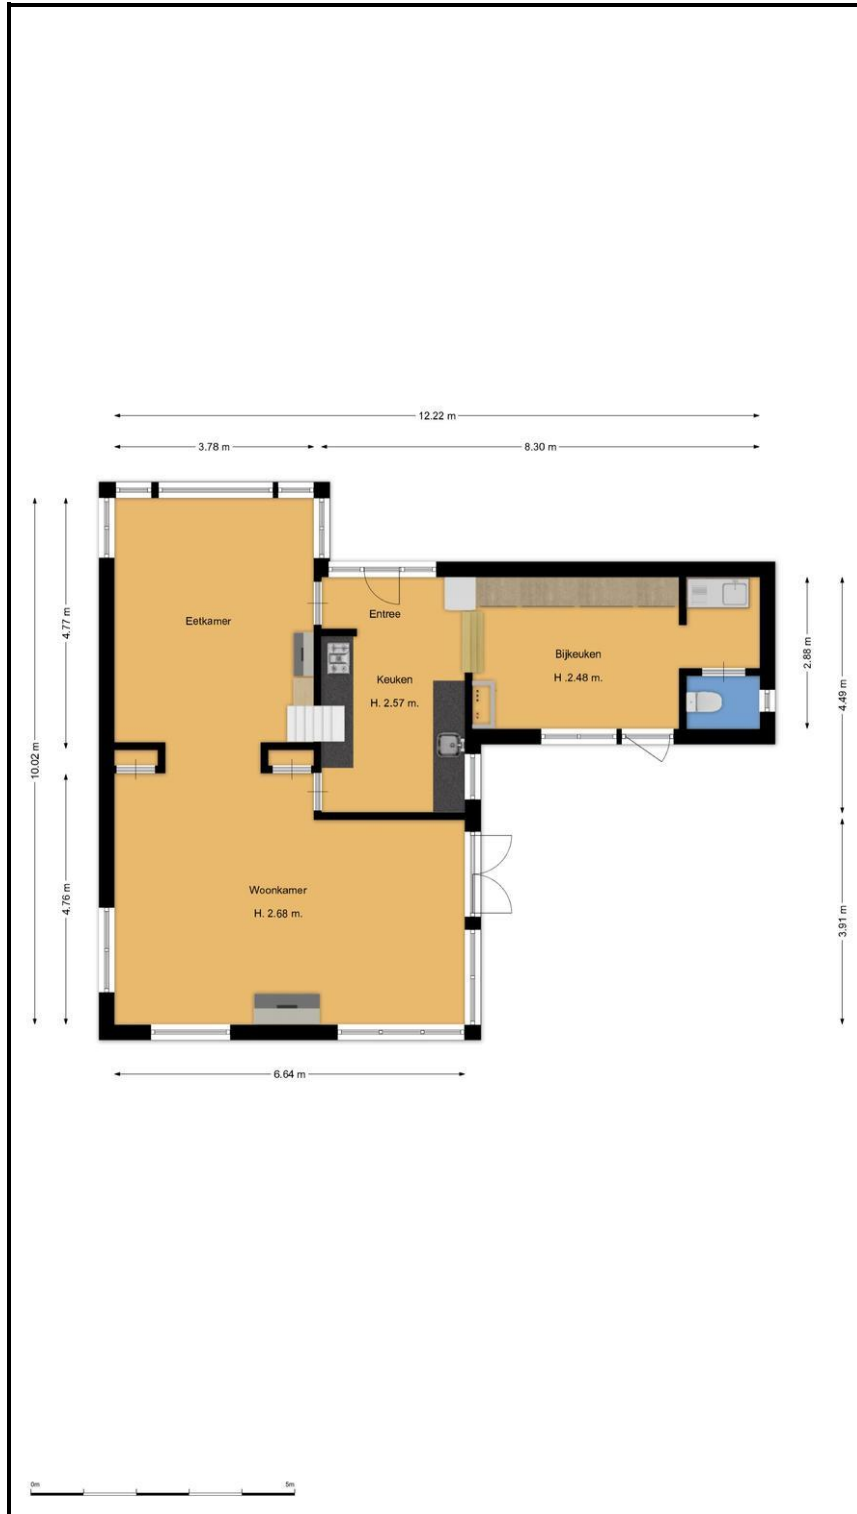 12.22 m
3.78 m
8.30 m
10.02 m
4.77 m
4.76 m
Eetkamer
Entree
Keuken
H. 2.57 m.
Bijkeuken
H .2.48 m.
2.88 m
4.49 m
3.91 m
Woonkamer
H. 2.68 m.
6.64 m
0m
5m